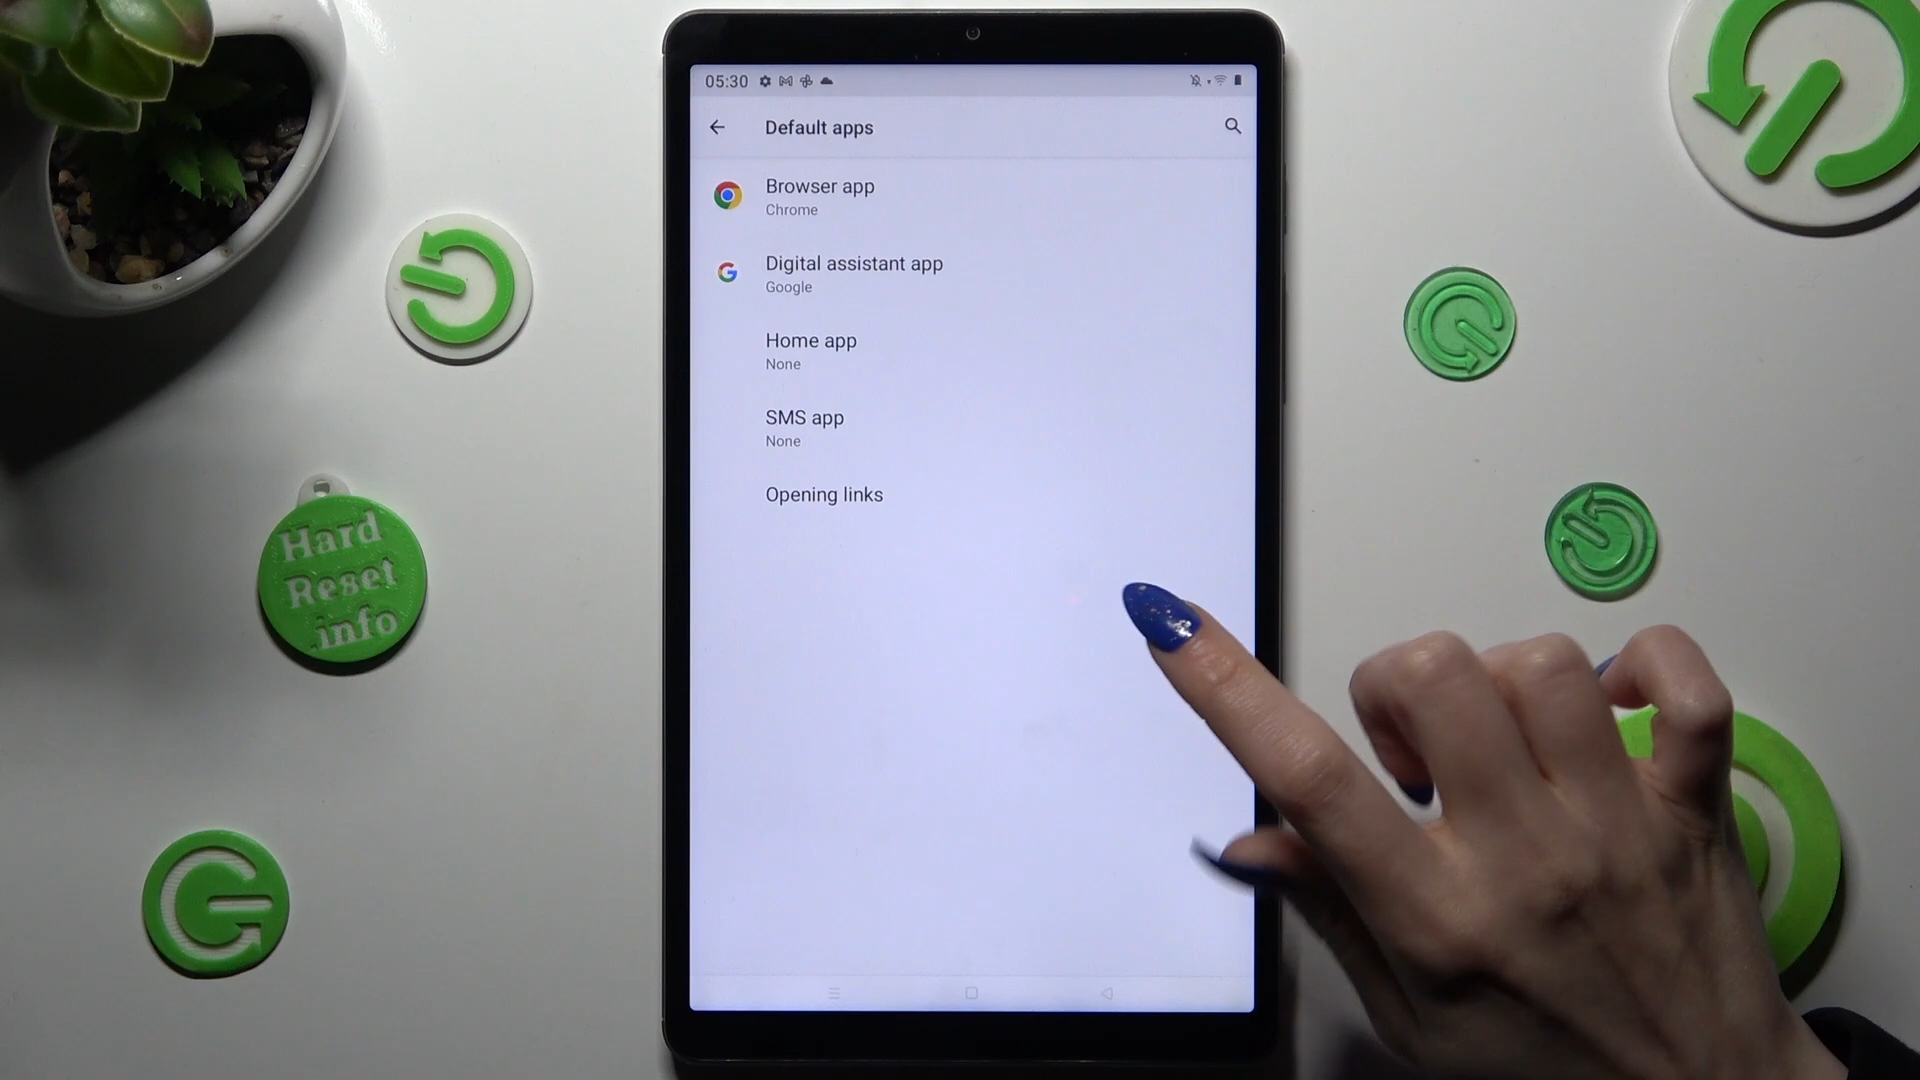 05:30
Default apps
Browser app
Chrome
Digital assistant app
Google
Home app
None
SMS app
None
Opening links
Hard
Reset
.info